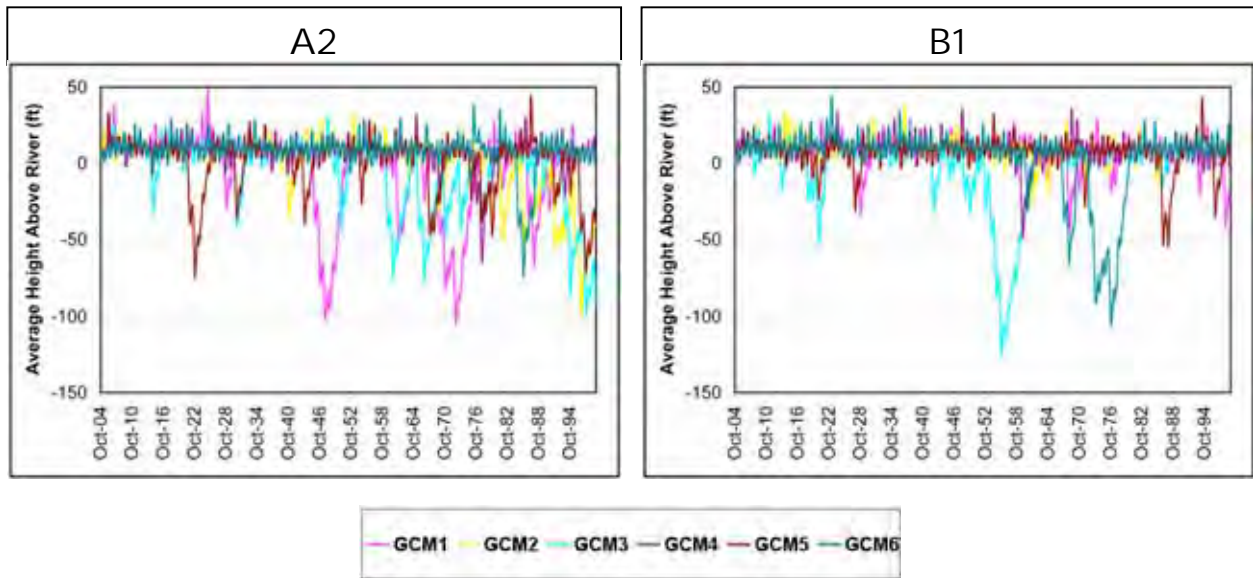 A2
B1
Average Height Above River (ft)
50
0
-50
-100
-150
Oct-04
Oct-10
Oct-16
Oct-22
Oct-28
Oct-34
Oct-40
Oct-46
Oct-52
Oct-58
Oct-64
Oct-70
Oct-76
Oct-82
Oct-88
Oct-94
Average Height Above River (ft)
50
0
-50
-100
-150
Oct-04
Oct-10
Oct-16
Oct-22
Oct-28
Oct-34
Oct-40
Oct-46
Oct-52
Oct-58
Oct-64
Oct-70
Oct-76
Oct-82
Oct-88
Oct-94
GCM1 GCM2 GCM3 GCM4 GCM5 GCM6